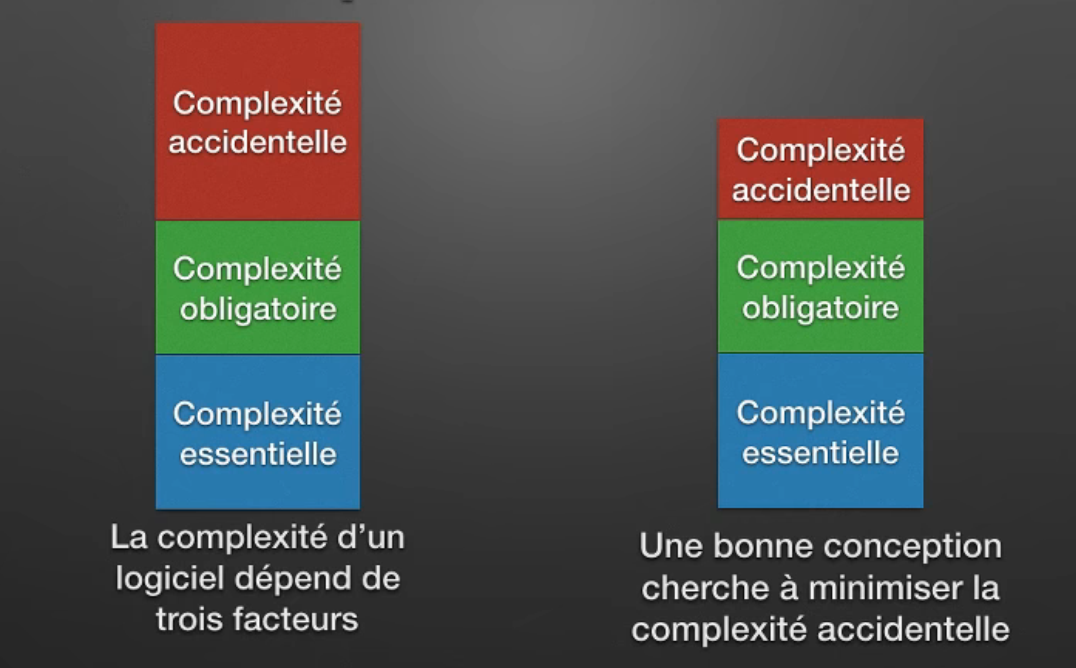 Complexité
accidentelle
Complexité
obligatoire
Complexité
essentielle
La complexité d’un
logiciel dépend de
trois facteurs
Complexité
accidentelle
Complexité
obligatoire
Complexité
essentielle
Une bonne conception
cherche à minimiser la
complexité accidentelle